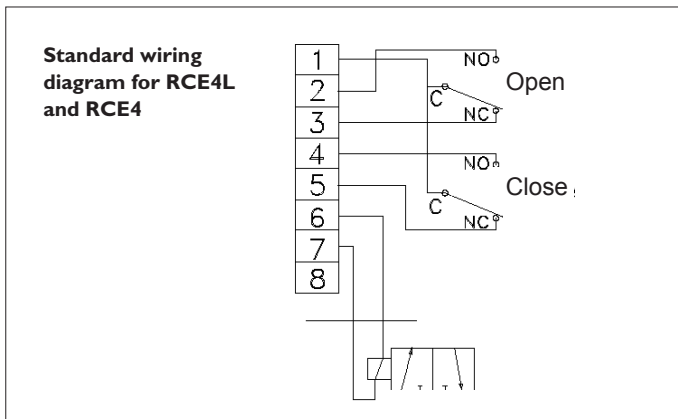 Standard wiring
diagram for RCE4L
and RCE4
1
2
3
4
5
6
7
8
NO
Open
C
NC
NO
Close
C
NC